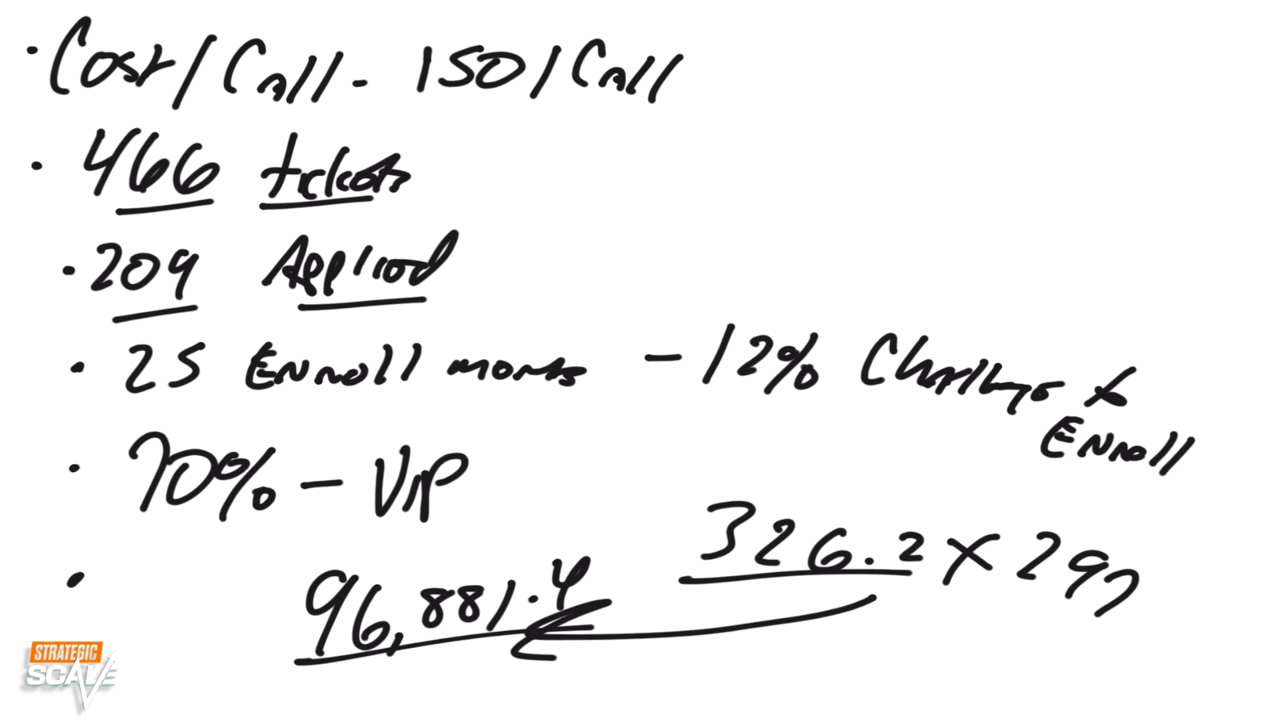 • Cost/Call - 150/Call
• 466 tickets
• 209 Applied
• 25 Enrollments - 12% Challenge to
Enroll
• 70% - VIP
326.2 x 297
• 96,881.4
STRATEGIC
SCALE